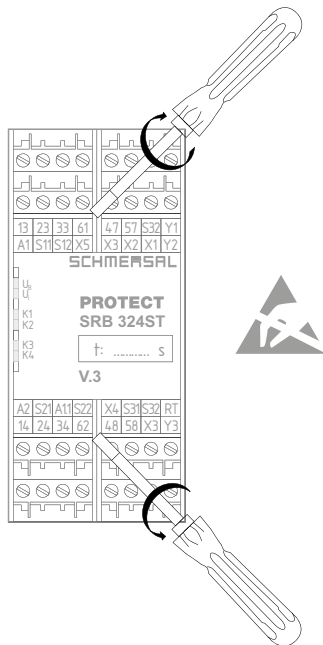 13 23 33 61 47 57 S32 Y1
A1 S11 S12 X5 X3 X2 X1 Y2
SCHMERSAL
UB
Ui
K1
K2
K3
K4
PROTECT
SRB 324ST
t: ............ s
V.3
A2 S21 A11 S22 X4 S31 S32 RT
14 24 34 62 48 58 X3 Y3